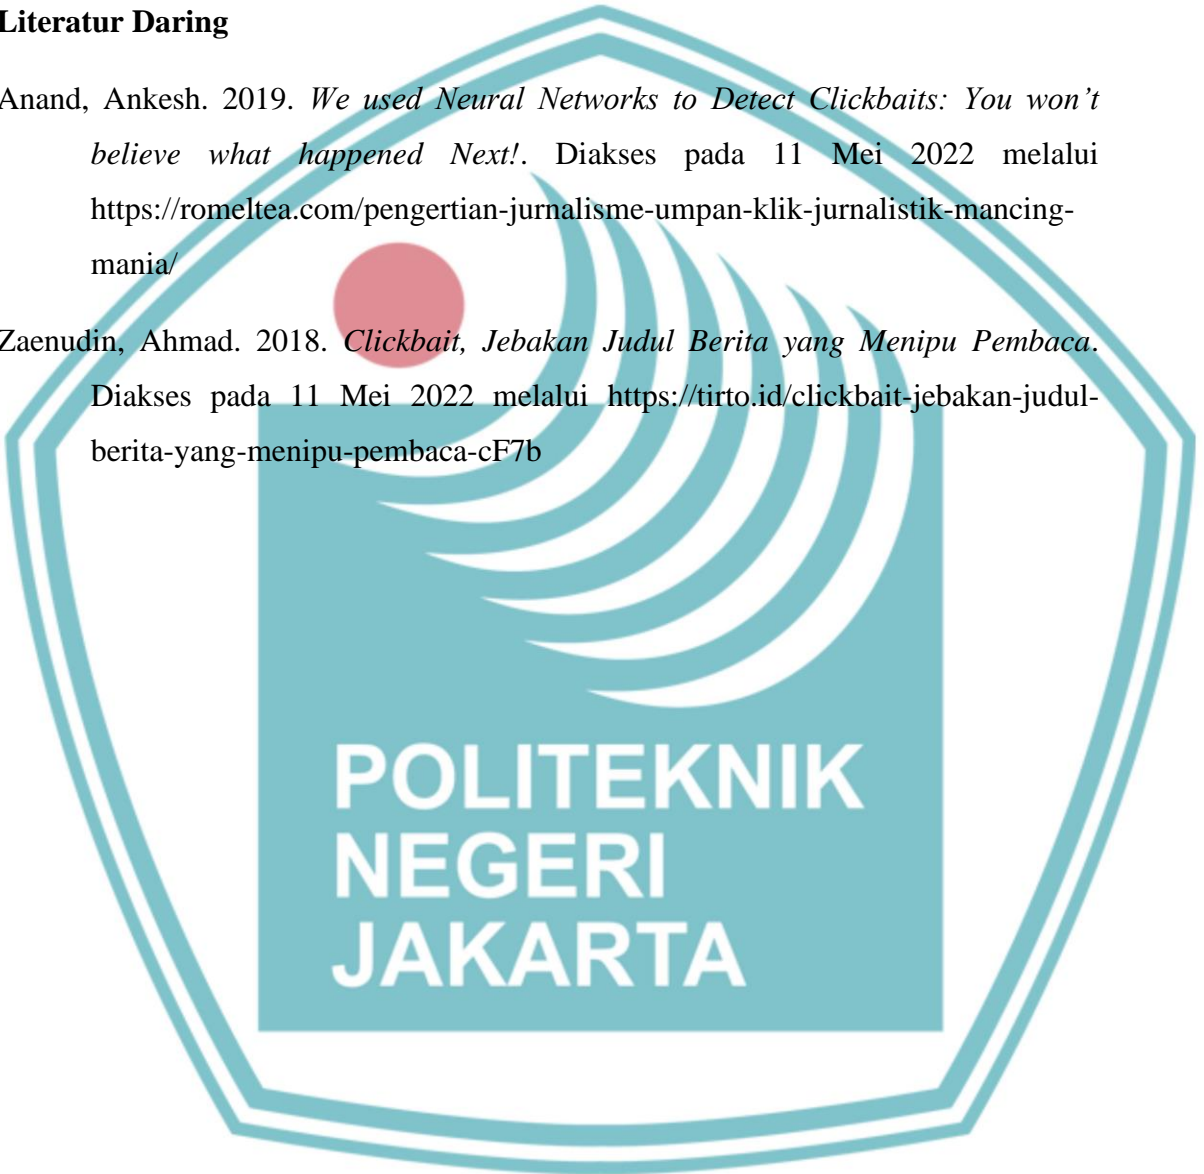 Literatur Daring
Anand, Ankesh. 2019. We used Neural Networks to Detect Clickbaits: You won’t
believe what happened Next!. Diakses pada 11 Mei 2022 melalui
https://romeltea.com/pengertian-jurnalisme-umpan-klik-jurnalistik-mancing-
mania/
Zaenudin, Ahmad. 2018. Clickbait, Jebakan Judul Berita yang Menipu Pembaca.
Diakses pada 11 Mei 2022 melalui https://tirto.id/clickbait-jebakan-judul-
berita-yang-menipu-pembaca-cF7b
POLITEKNIK
NEGERI
JAKARTA